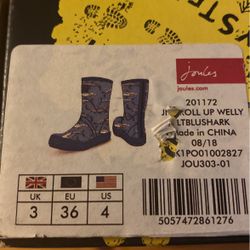 YSTE
Joules
joules.com
201172
ROLL UP WELLY
LTBLUSHARK
Made in CHINA
08/18
K1PO01002827
JOU303-01
UK EU US
3 36 4
5057472861276